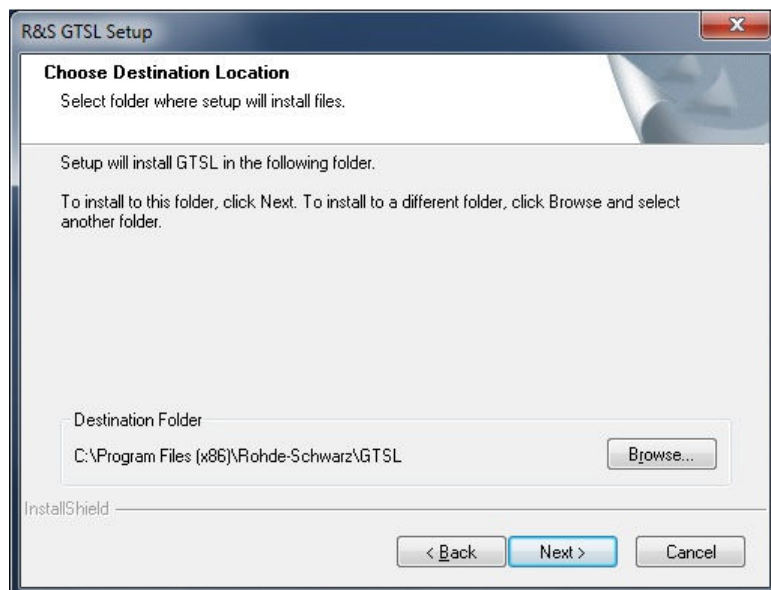 R&S GTSL Setup
Choose Destination Location
Select folder where setup will install files.
Setup will install GTSL in the following folder.
To install to this folder, click Next. To install to a different folder, click Browse and select
another folder.
Destination Folder
C:\Program Files (x86)\Rohde-Schwarz\GTSL
Browse...
InstallShield
< Back
Next >
Cancel